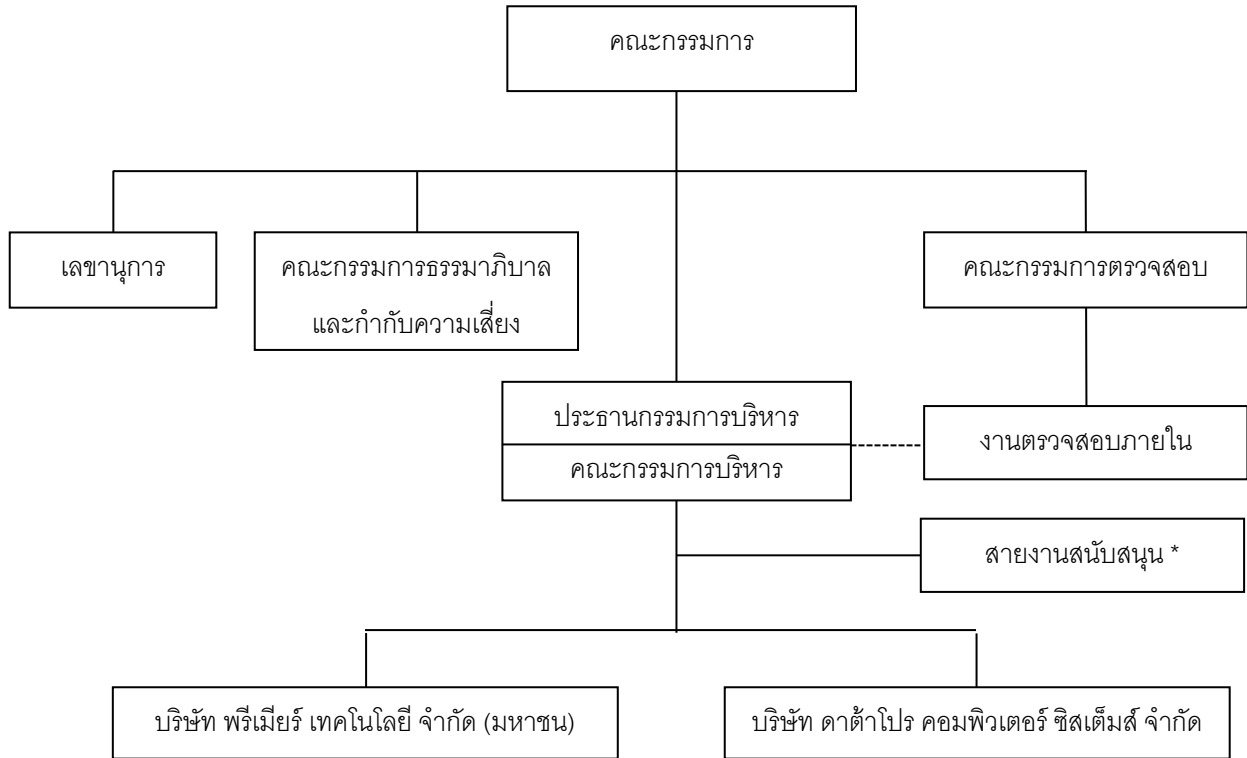 คณะกรรมการ
เลขานุการ
คณะกรรมการธรรมาภิบาล
และกำกับความเสี่ยง
คณะกรรมการตรวจสอบ
ประธานกรรมการบริหาร
คณะกรรมการบริหาร
งานตรวจสอบภายใน
สายงานสนับสนุน *
บริษัท พรีเมียร์ เทคโนโลยี จำกัด (มหาชน)
บริษัท ดาต้าโปร คอมพิวเตอร์ ซิสเต็มส์ จำกัด